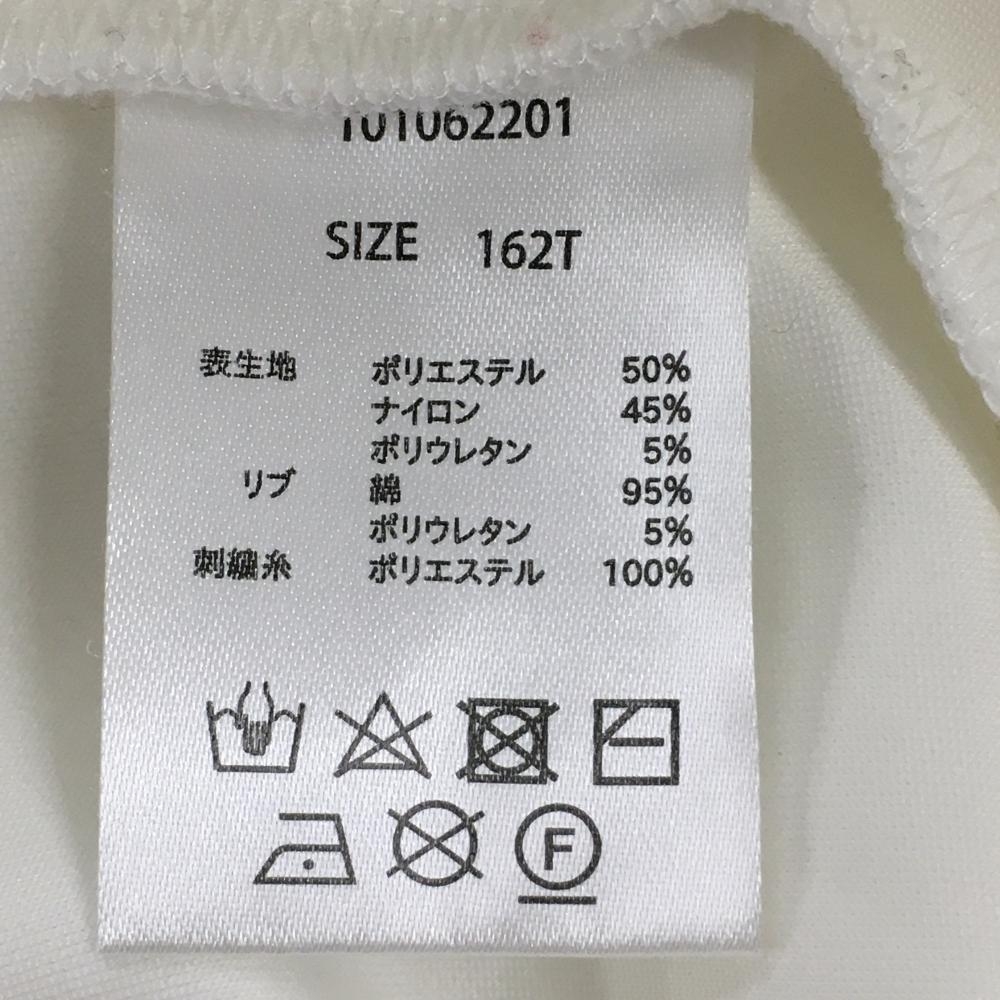 101062201
SIZE 162T
表生地 ポリエステル 50%
ナイロン 45%
ポリウレタン 5%
リブ 綿 95%
ポリウレタン 5%
刺繍糸 ポリエステル 100%
F